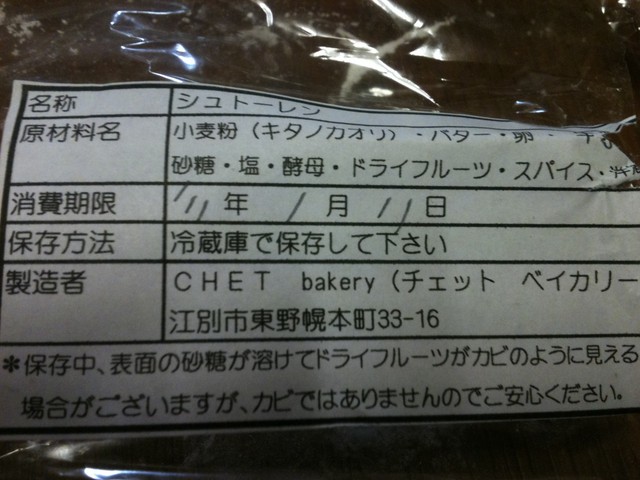 名称 シュトーレン
原材料名 小麦粉（キタノカオリ）・バター・卵・
砂糖・塩・酵母・ドライフルーツ・スパイス・
消費期限 11年 1月 11日
保存方法 冷蔵庫で保存して下さい
製造者 CHET bakery（チェット ベイカリー
江別市東野幌本町33-16
＊保存中、表面の砂糖が溶けてドライフルーツがカビのように見える
場合がございますが、カビではありませんのでご安心ください。